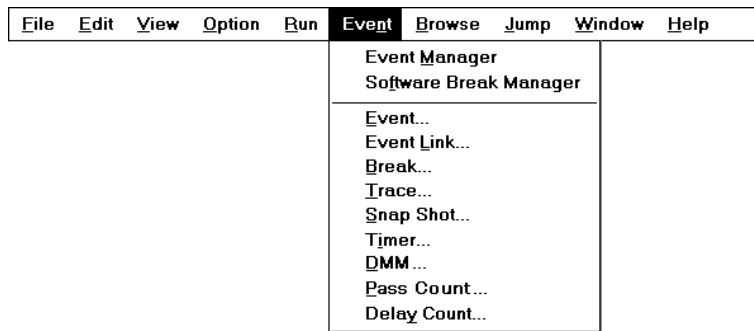 File Edit View Option Run Event Browse Jump Window Help
Event Manager
Software Break Manager
Event...
Event Link...
Break...
Trace...
Snap Shot...
Timer...
DMM...
Pass Count...
Delay Count...